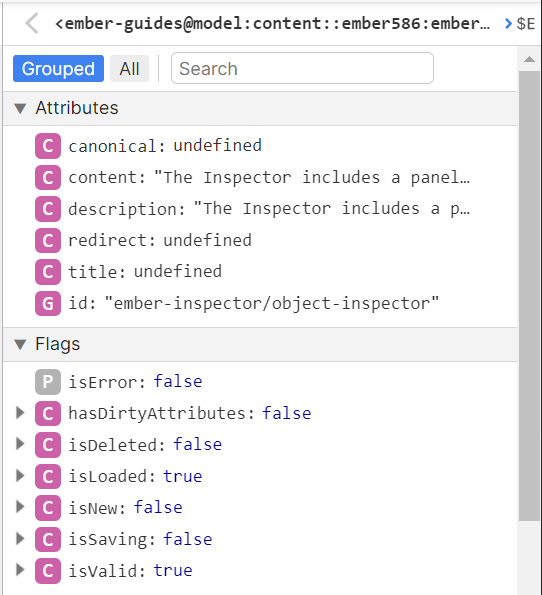 <ember-guides@model:content::ember586:ember… $E
Grouped All Search
Attributes
C canonical: undefined
C content: "The Inspector includes a panel…
C description: "The Inspector includes a p…
C redirect: undefined
C title: undefined
G id: "ember-inspector/object-inspector"
Flags
P isError: false
C hasDirtyAttributes: false
C isDeleted: false
C isLoaded: true
C isNew: false
C isSaving: false
C isValid: true